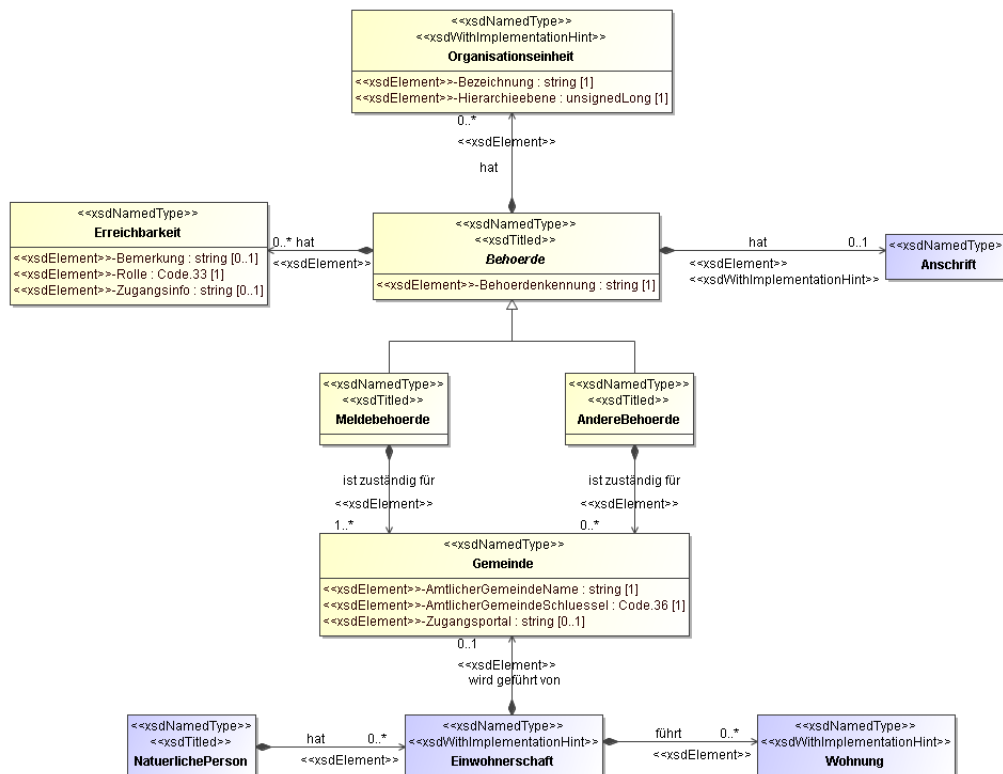 <<xsdNamedType>>
<<xsdWithImplementationHint>>
Organisationseinheit
<<xsdElement>>-Bezeichnung : string [1]
<<xsdElement>>-Hierarchieebene : unsignedLong [1]
0..*
<<xsdElement>>
hat
<<xsdNamedType>>
Erreichbarkeit
<<xsdElement>>-Bemerkung : string [0..1]
<<xsdElement>>-Rolle : Code.33 [1]
<<xsdElement>>-Zugangsinfo : string [0..1]
0..* hat
<<xsdElement>>
<<xsdNamedType>>
<<xsdTitled>>
Behoerde
<<xsdElement>>-Behoerdenkennung : string [1]
hat 0..1
<<xsdElement>>
<<xsdWithImplementationHint>>
<<xsdNamedType>>
Anschrift
<<xsdNamedType>>
<<xsdTitled>>
Meldebehoerde
<<xsdNamedType>>
<<xsdTitled>>
AndereBehoerde
ist zuständig für
<<xsdElement>>
1..*
ist zuständig für
<<xsdElement>>
0..*
<<xsdNamedType>>
Gemeinde
<<xsdElement>>-AmtlicherGemeindeName : string [1]
<<xsdElement>>-AmtlicherGemeindeSchluessel : Code.36 [1]
<<xsdElement>>-Zugangsportal : string [0..1]
0..1
<<xsdElement>>
wird geführt von
<<xsdNamedType>>
<<xsdTitled>>
NatuerlichePerson
hat 0..*
<<xsdElement>>
<<xsdNamedType>>
<<xsdWithImplementationHint>>
Einwohnerschaft
führt 0..*
<<xsdElement>>
<<xsdNamedType>>
<<xsdWithImplementationHint>>
Wohnung